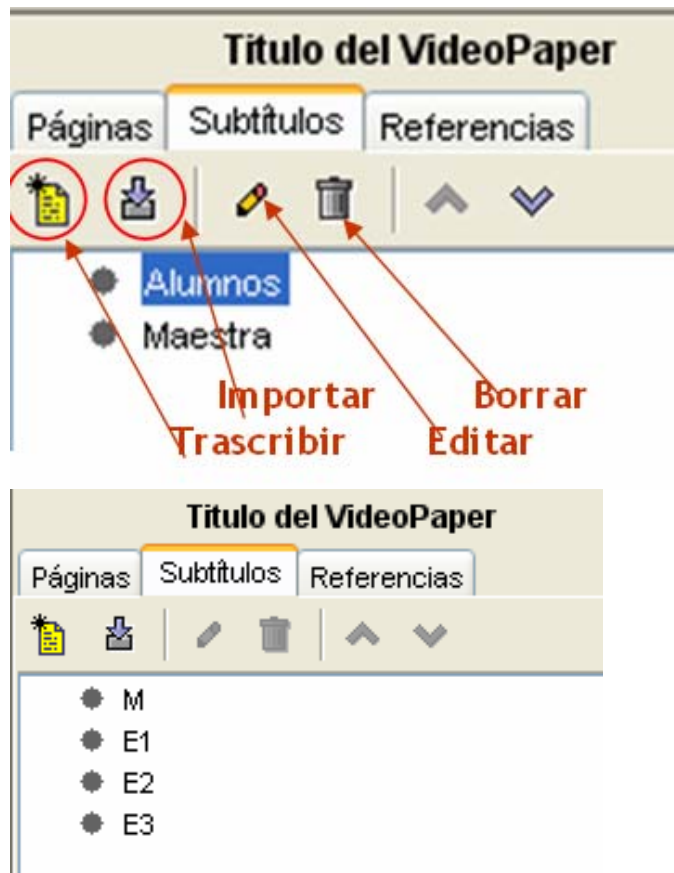 Titulo del VideoPaper
Páginas Subtítulos Referencias
Alumnos
Maestra
Importar Borrar
Trascribir Editar
Titulo del VideoPaper
Páginas Subtítulos Referencias
M
E1
E2
E3